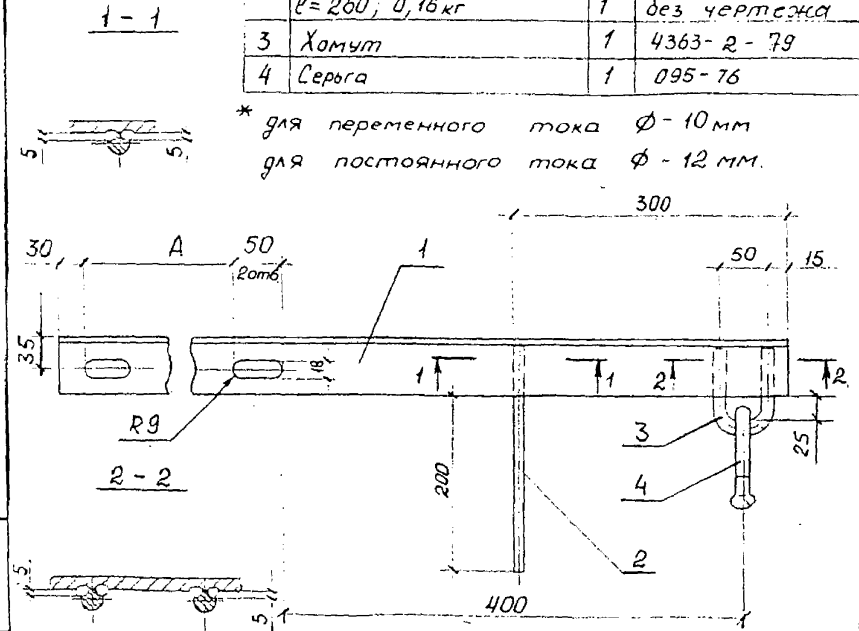 1 - 1
ℓ= 260; 0,16 кг 1 без чертежа
3 Хомут 1 4363-2-79
4 Серьга 1 095-76
* для переменного тока ф-10 мм
для постоянного тока ф-12 мм.
5 5
300
30 А 50 1 50 15
2отв.
35
18
1 1 2 2
R9
3
25
2-2
200
4
2
5
400
5